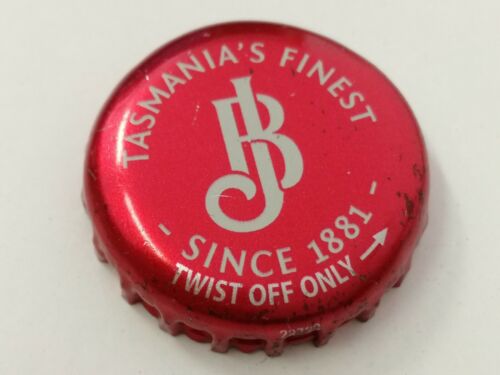 TASMANIA'S FINEST
JB
- SINCE 1881 -
TWIST OFF ONLY →